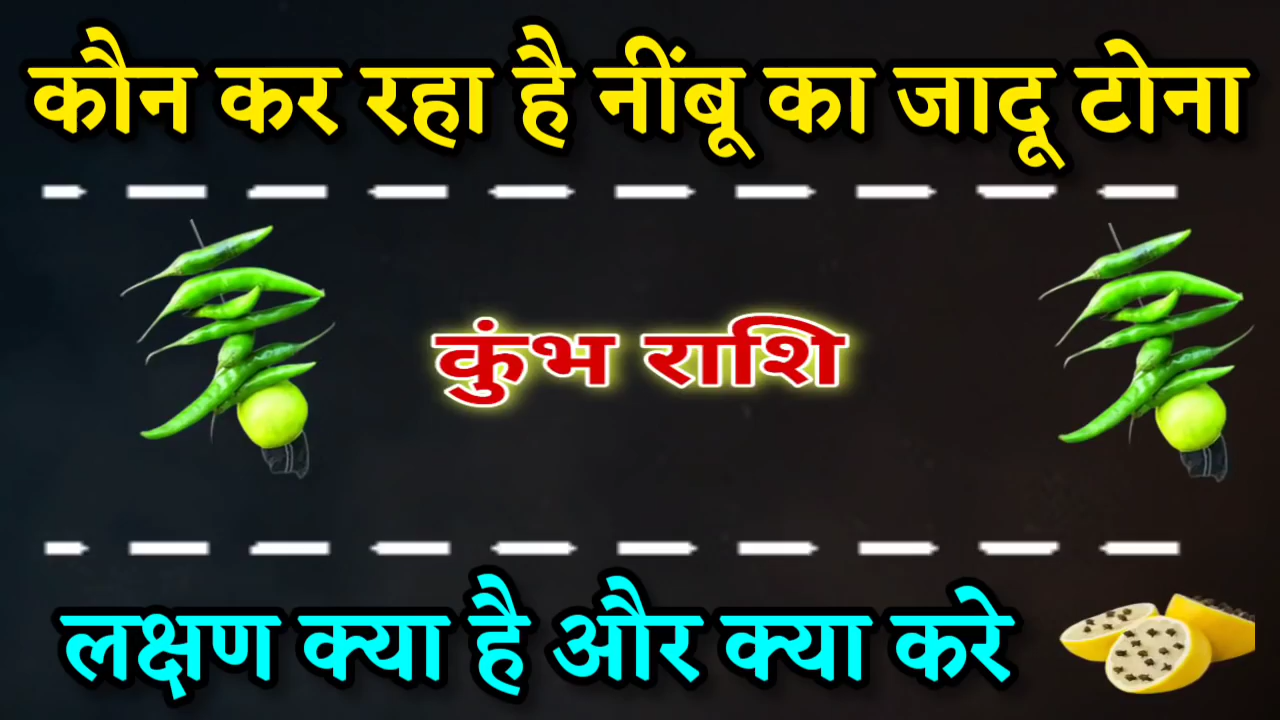 कौन कर रहा है नींबू का जादू टोना
कुंभ राशि
लक्षण क्या है और क्या करे